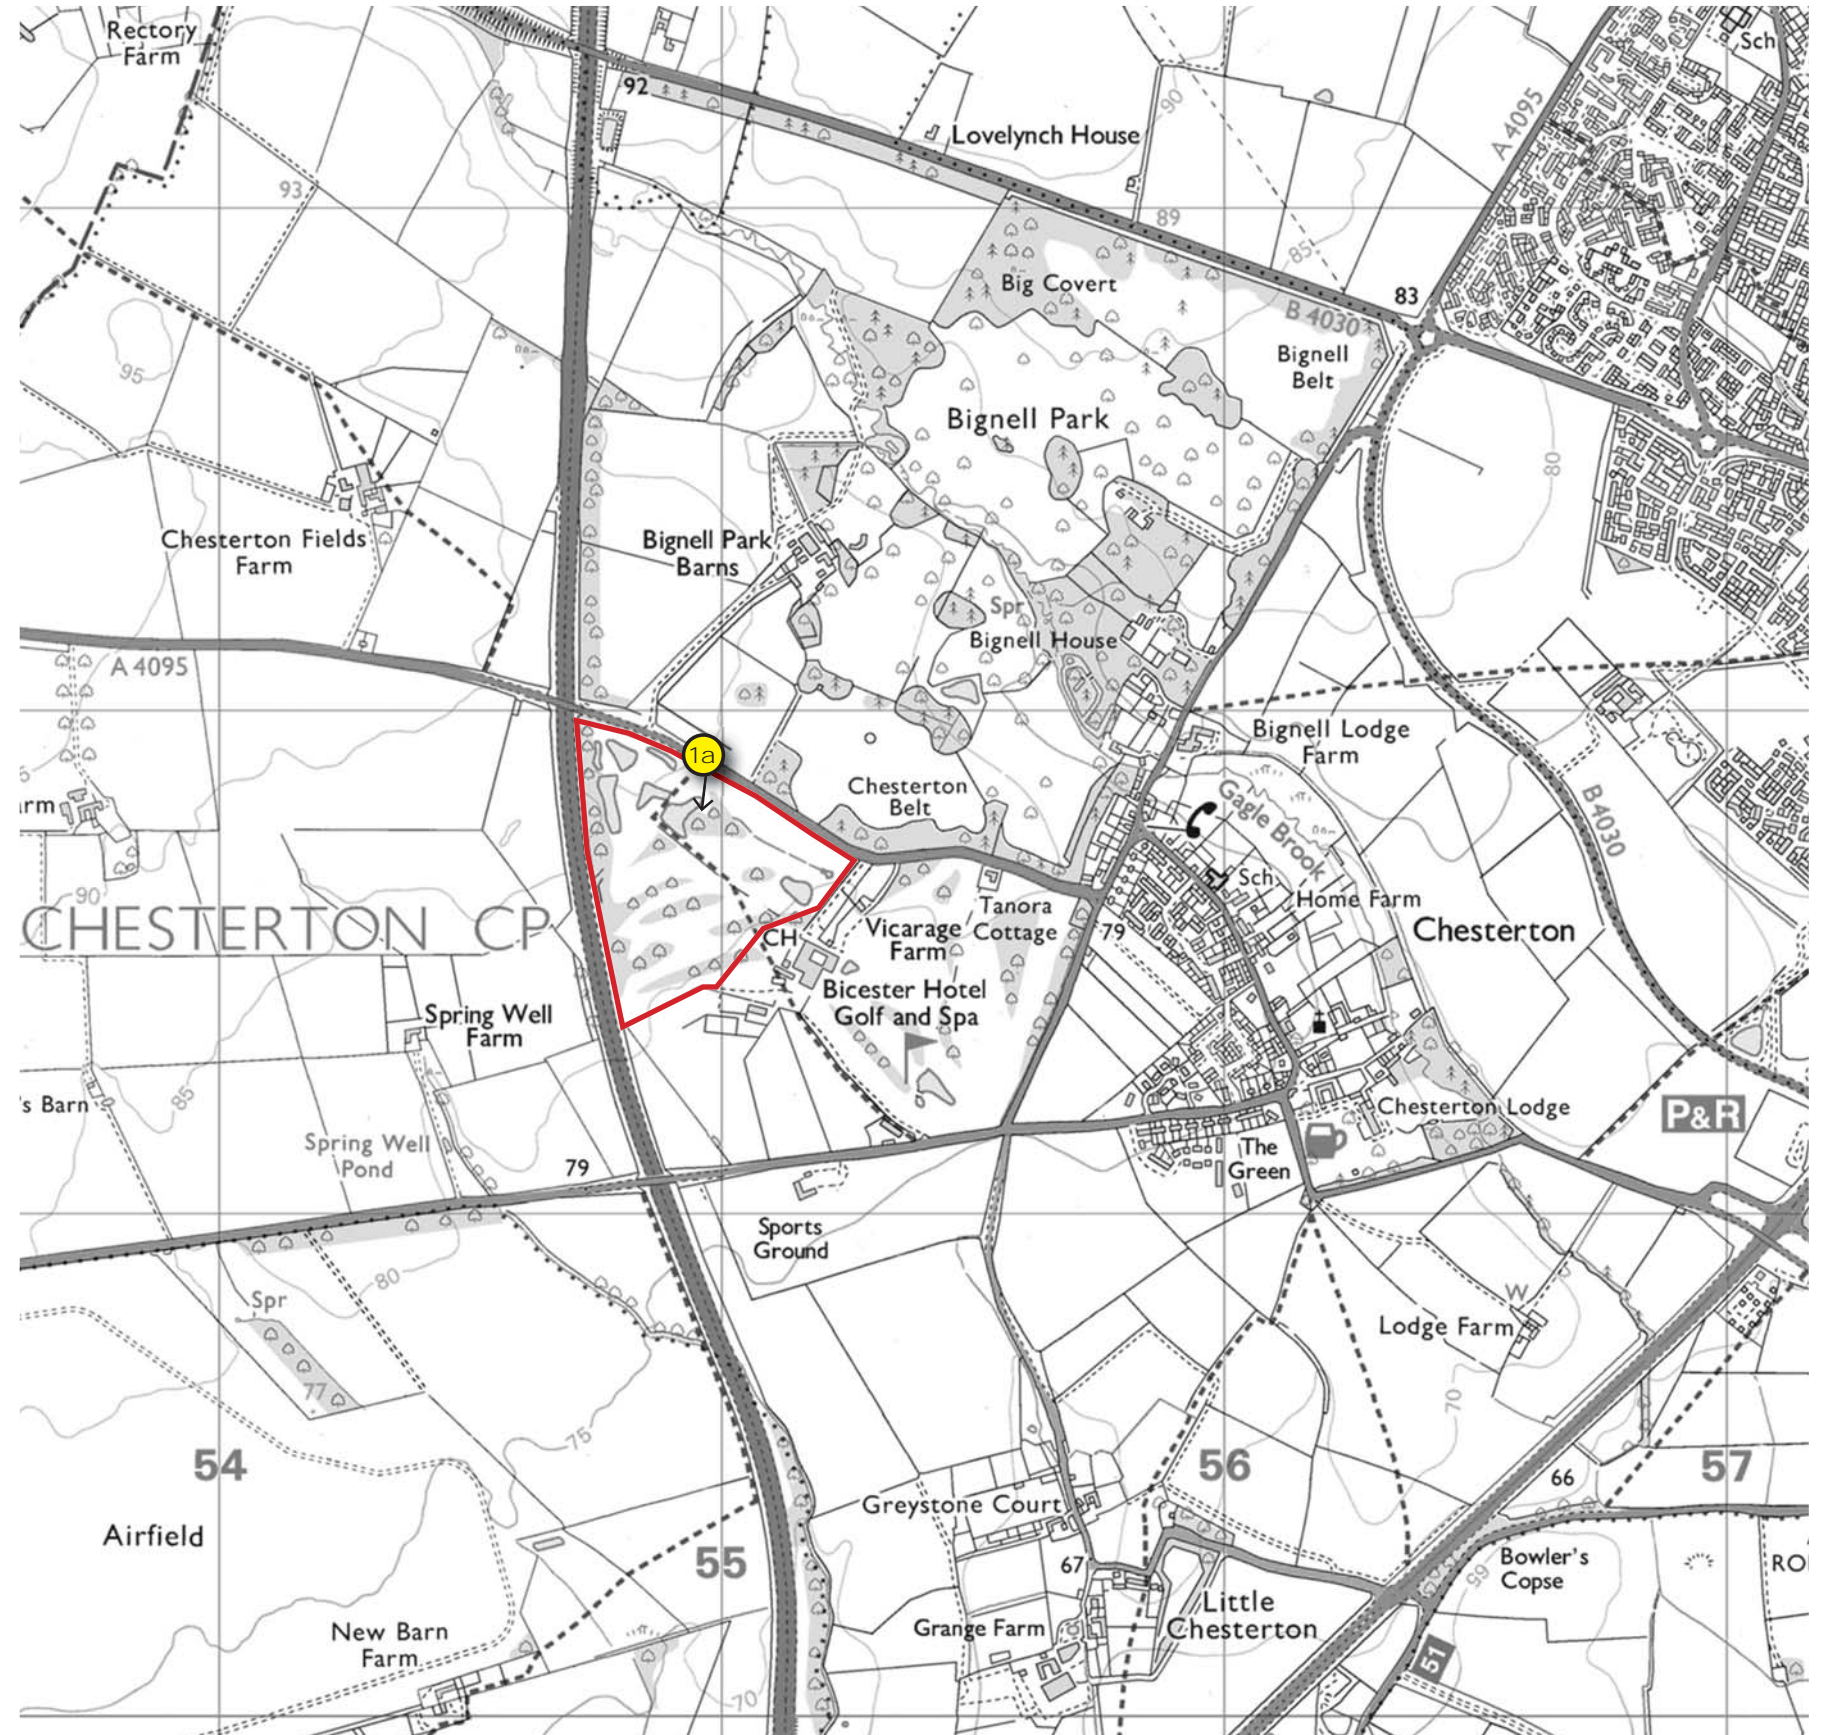 Rectory
Farm
Sch
92
A 4095
90
Lovelynch House
93
89
85
Big Covert
83
B 4030
Bignell
Belt
95
Bignell Park
80
Chesterton Fields
Farm
Bignell Park
Barns
Spr
Bignell House
A 4095
Bignell Lodge
Farm
1a
Chesterton
Belt
Gagle Brook
B 4030
arm
Sch
90
Home Farm
CHESTERTON CP
Tanora
Cottage
CH
Vicarage
Farm
79
Chesterton
Bicester Hotel
Golf and Spa
Spring Well
Farm
85
's Barn
Chesterton Lodge
P&R
Spring Well
Pond
79
The
Green
Sports
Ground
80
Spr
W
Lodge Farm
77
70
75
54
56
57
66
Greystone Court
Airfield
55
67
Bowler's
Copse
65
RO
Little
Chesterton
New Barn
Farm
Grange Farm
51
70